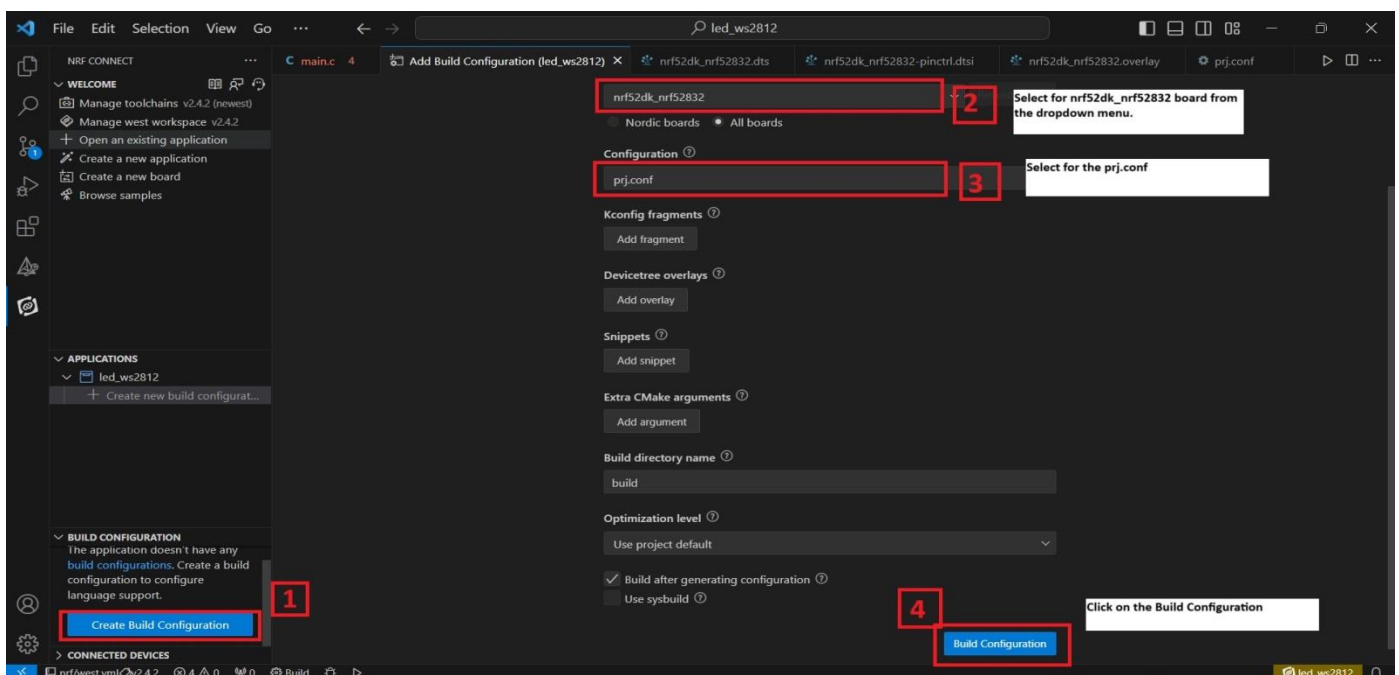 File Edit Selection View Go ··· led_ws2812
NRF CONNECT ···
WELCOME
Manage toolchains v2.4.2 (newest)
Manage west workspace v2.4.2
Open an existing application
Create a new application
Create a new board
Browse samples
APPLICATIONS
led_ws2812
Create new build configurat...
BUILD CONFIGURATION
The application doesn't have any
build configurations. Create a build
configuration to configure
language support.
Create Build Configuration
1
CONNECTED DEVICES
C main.c 4 Add Build Configuration (led_ws2812) nrf52dk_nrf52832.dts nrf52dk_nrf52832-pinctrl.dtsi nrf52dk_nrf52832.overlay prj.conf
nrf52dk_nrf52832
2
Select for nrf52dk_nrf52832 board from
the dropdown menu.
Nordic boards All boards
Configuration
prj.conf
3
Select for the prj.conf
Kconfig fragments
Add fragment
Devicetree overlays
Add overlay
Snippets
Add snippet
Extra CMake arguments
Add argument
Build directory name
build
Optimization level
Use project default
Build after generating configuration
Use sysbuild
4
Click on the Build Configuration
Build Configuration
v2.4.2 4 0 0 Build led_ws2812